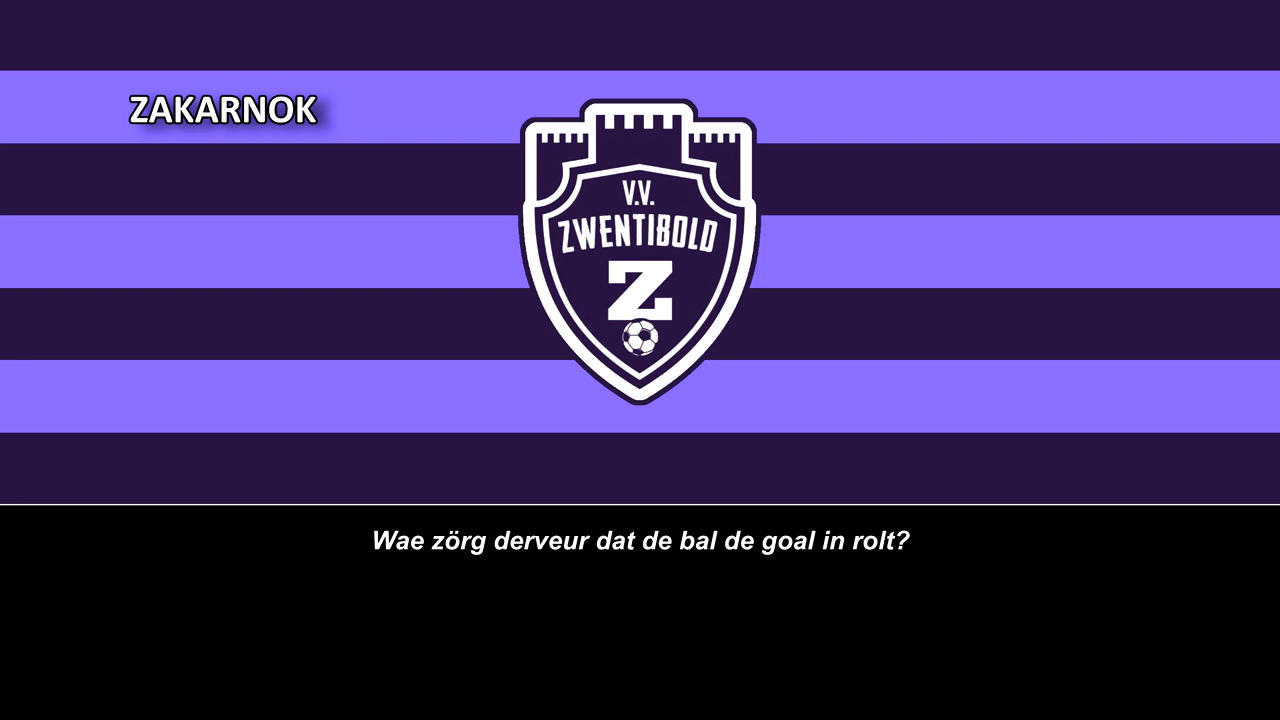 ZAKARNOK
V.V.
ZWENTIBOLD
Z
Wae zörg derveur dat de bal de goal in rolt?